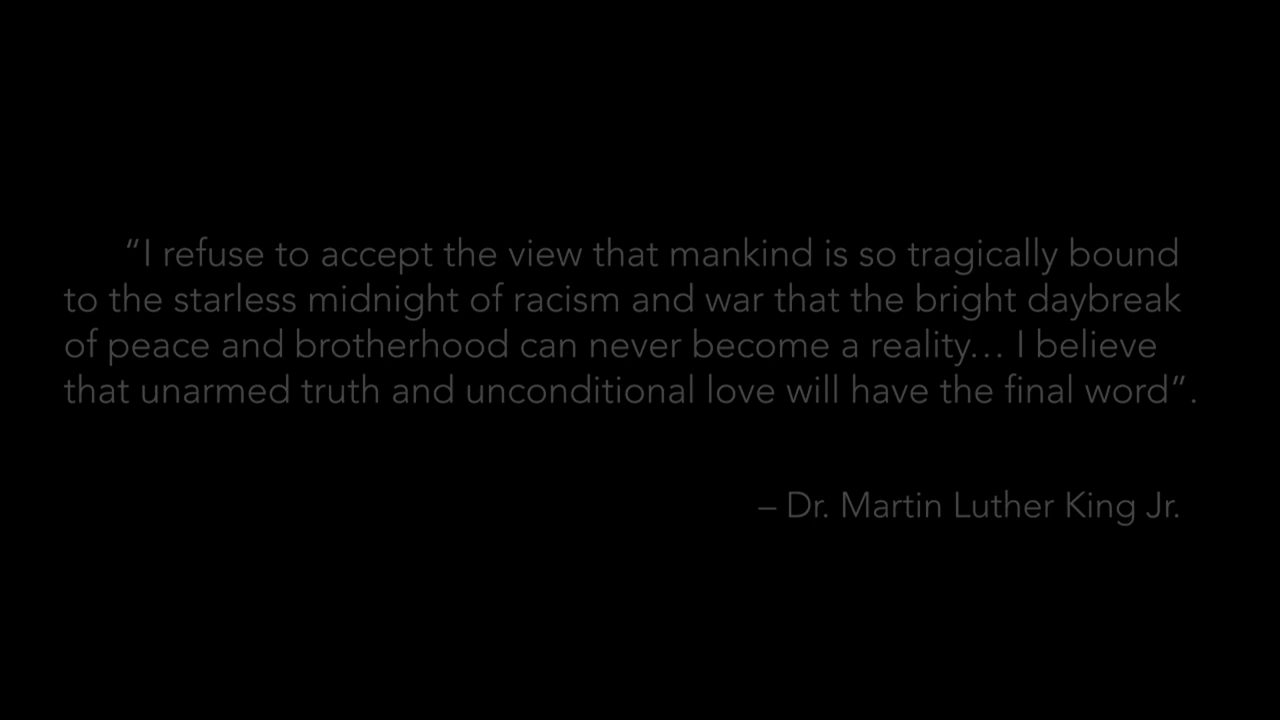 “I refuse to accept the view that mankind is so tragically bound
to the starless midnight of racism and war that the bright daybreak
of peace and brotherhood can never become a reality… I believe
that unarmed truth and unconditional love will have the final word”.
– Dr. Martin Luther King Jr.